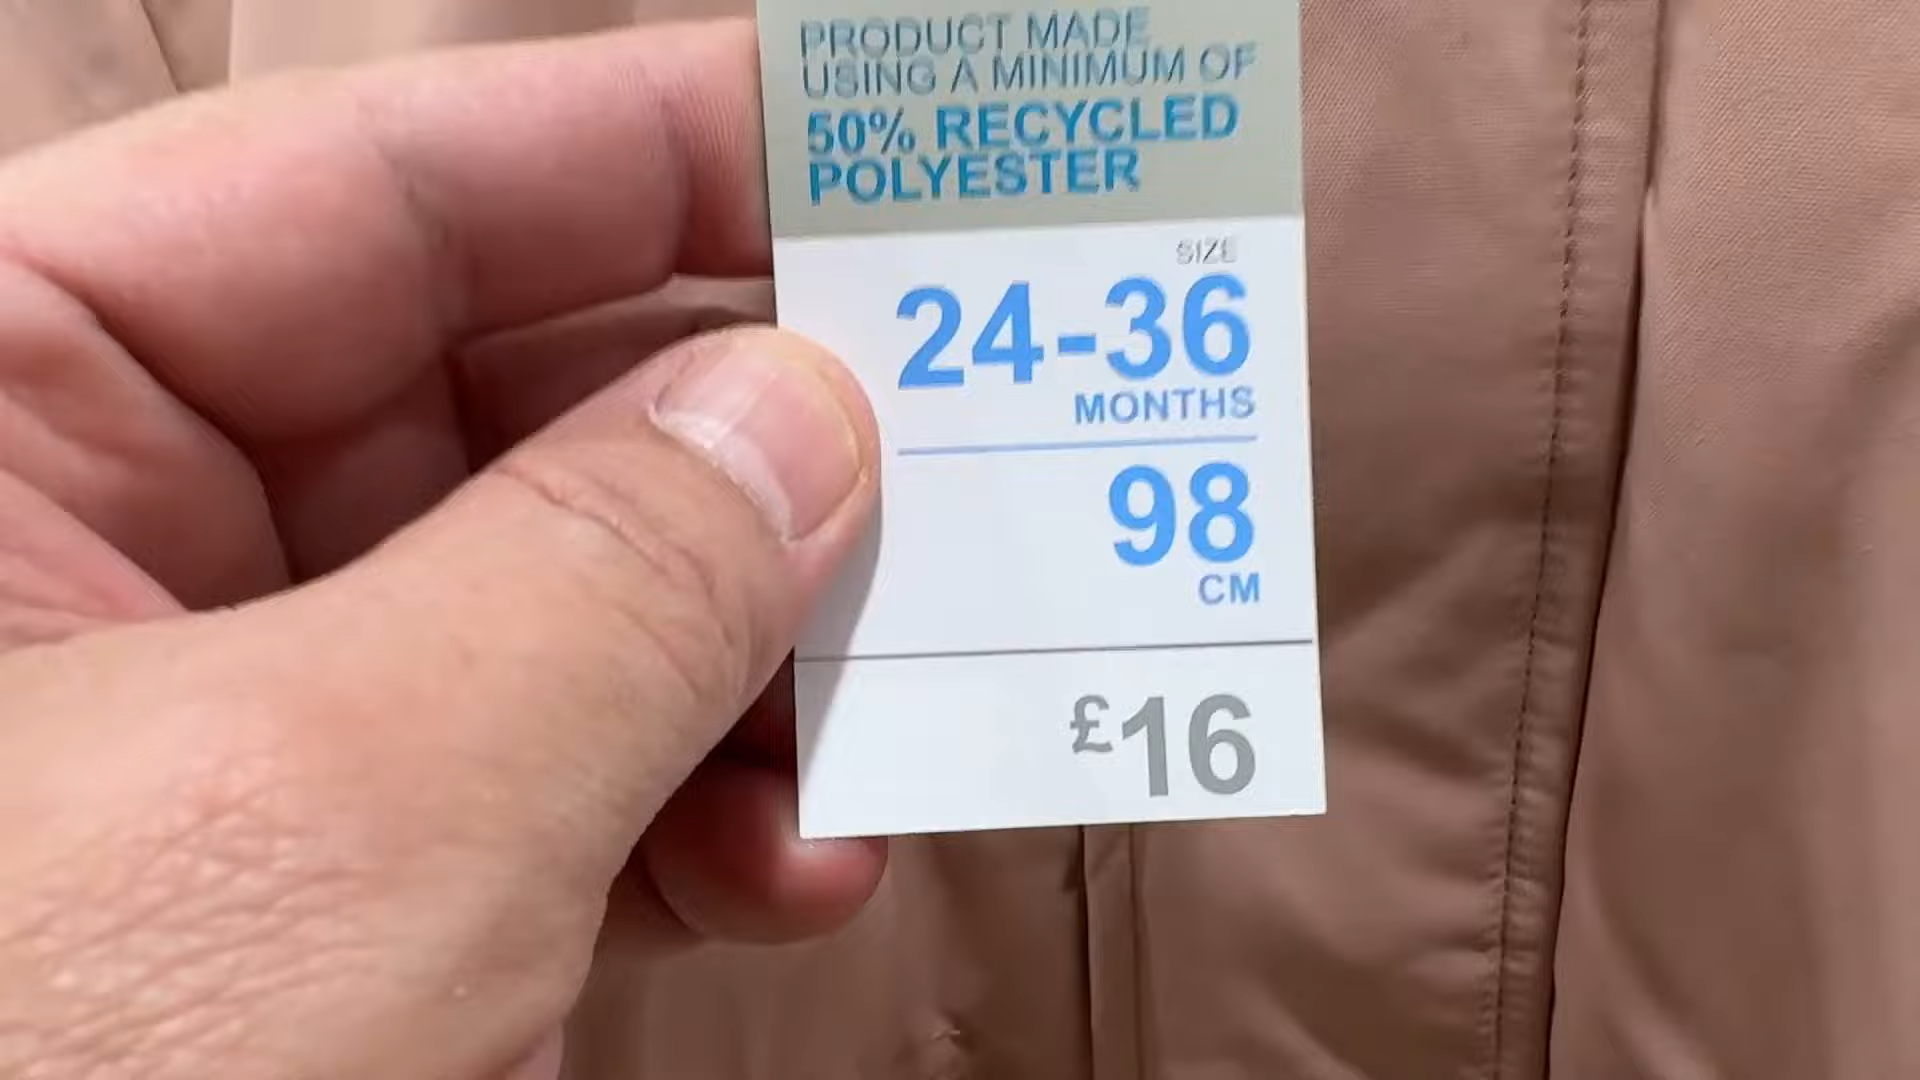 PRODUCT MADE
USING A MINIMUM OF
50% RECYCLED
POLYESTER
SIZE
24-36
MONTHS
98
CM
£16